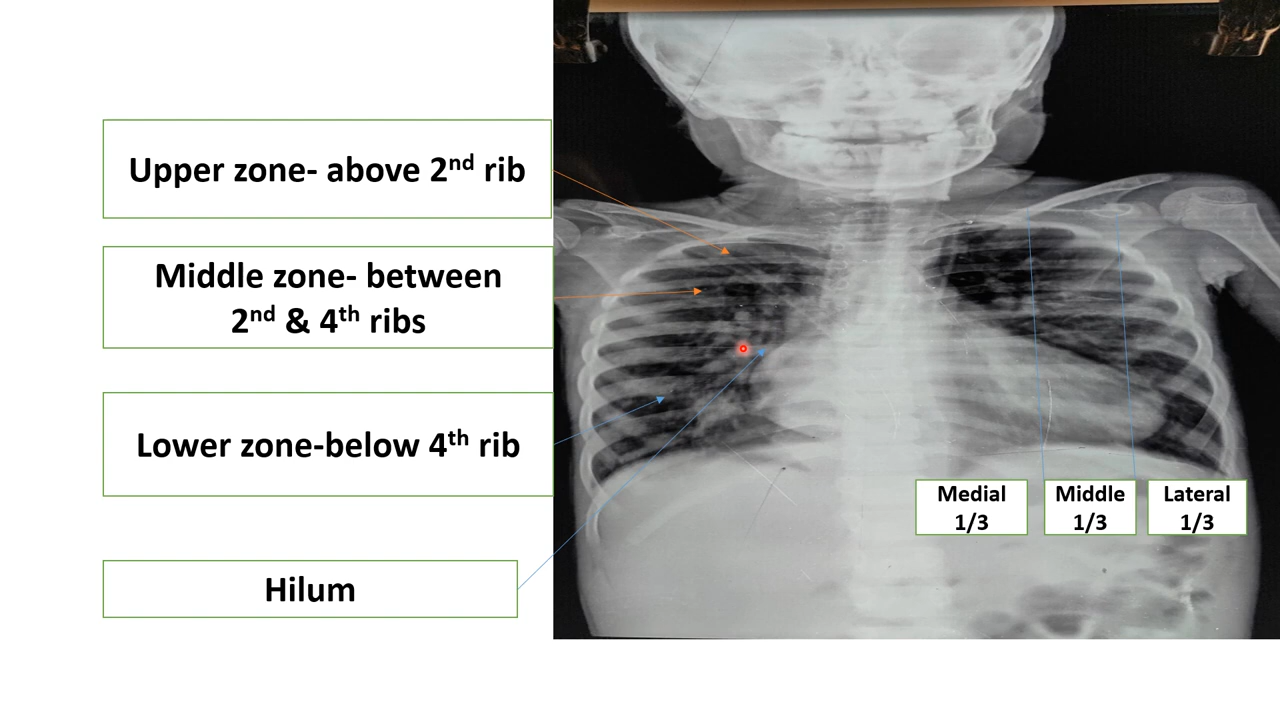 Upper zone- above 2nd rib
Middle zone- between
2nd & 4th ribs
Lower zone-below 4th rib
Hilum
Medial
1/3
Middle
1/3
Lateral
1/3